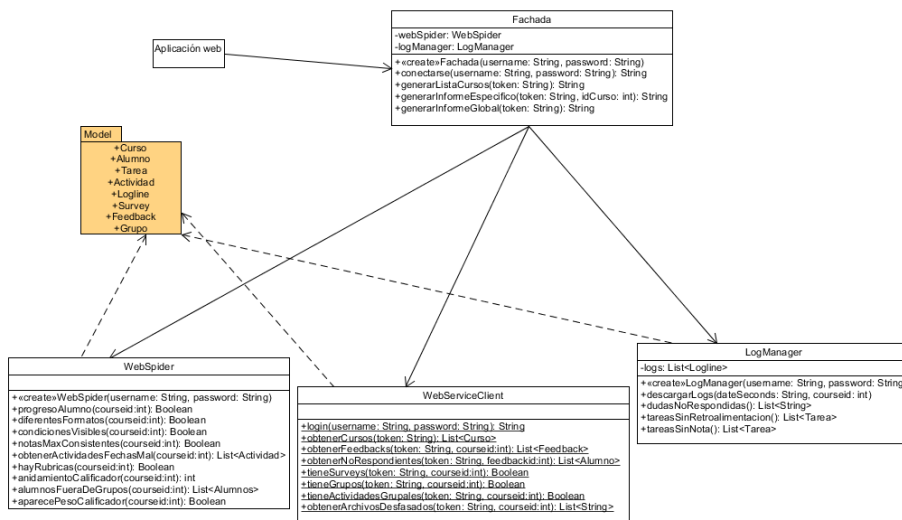 Fachada
-webSpider: WebSpider
-logManager: LogManager
+«create»Fachada(username: String, password: String)
+conectarse(username: String, password: String): String
+generarListaCursos(token: String): String
+generarInformeEspecifico(token: String, idCurso: int): String
+generarInformeGlobal(token: String): String
Aplicación web
Model
+Curso
+Alumno
+Tarea
+Actividad
+Logline
+Survey
+Feedback
+Grupo
WebSpider
+«create»WebSpider(username: String, password: String)
+progresoAlumno(courseid:int): Boolean
+diferentesFormatos(courseid:int): Boolean
+condicionesVisibles(courseid:int): Boolean
+notasMaxConsistentes(courseid:int): Boolean
+obtenerActividadesFechasMal(courseid:int): List<Actividad>
+hayRubricas(courseid:int): Boolean
+anidamientoCalificador(courseid:int): int
+alumnosFueraDeGrupos(courseid:int): List<Alumnos>
+aparecePesoCalificador(courseid:int): Boolean
WebServiceClient
+login(username: String, password: String): String
+obtenerCursos(token: String): List<Curso>
+obtenerFeedbacks(token: String, courseid:int): List<Feedback>
+obtenerNoRespondientes(token: String, feedbackid:int): List<Alumno>
+tieneSurveys(token: String, courseid:int): Boolean
+tieneGrupos(token: String, courseid:int): Boolean
+tieneActividadesGrupales(token: String, courseid:int): Boolean
+obtenerArchivosDesfasados(token: String, courseid:int): List<String>
LogManager
-logs: List<Logline>
+«create»LogManager(username: String, password: String)
+descargarLogs(dateSeconds: String, courseid: int)
+dudasNoRespondidas(): List<String>
+tareasSinRetroalimentacion(): List<Tarea>
+tareasSinNota(): List<Tarea>